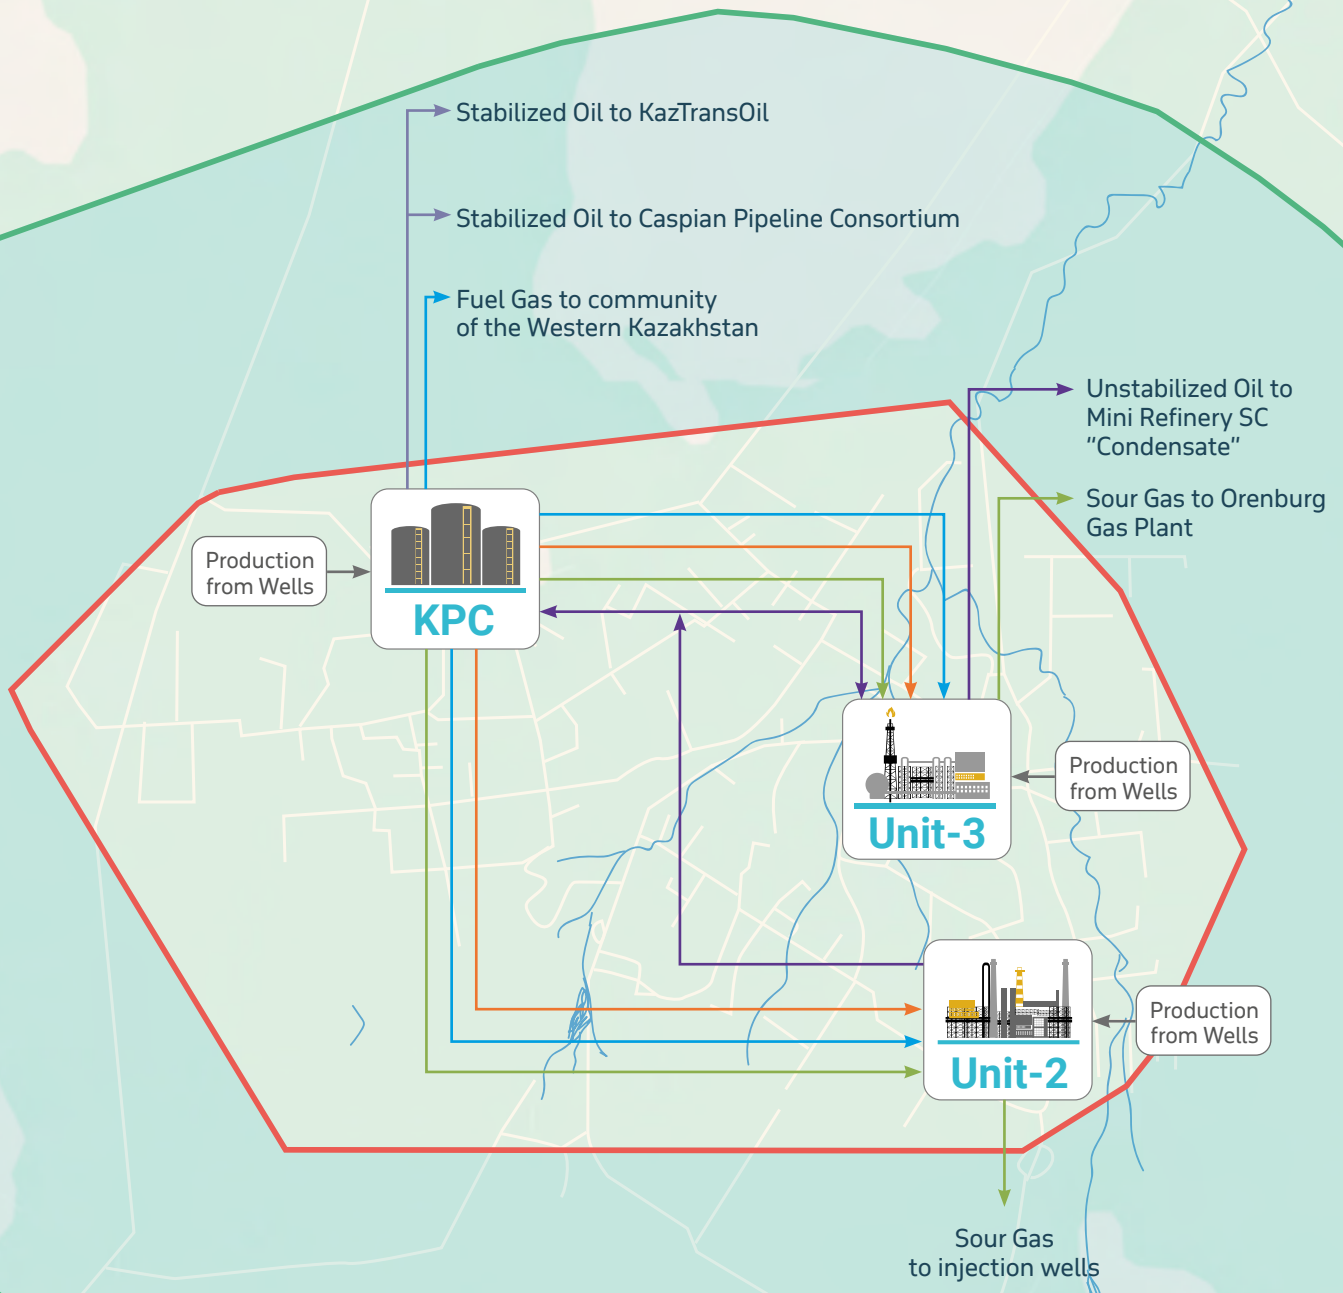 Stabilized Oil to KazTransOil
Stabilized Oil to Caspian Pipeline Consortium
Fuel Gas to community
of the Western Kazakhstan
Unstabilized Oil to
Mini Refinery SC
"Condensate"
Sour Gas to Orenburg
Gas Plant
Production
from Wells
KPC
Production
from Wells
Unit-3
Production
from Wells
Unit-2
Sour Gas
to injection wells